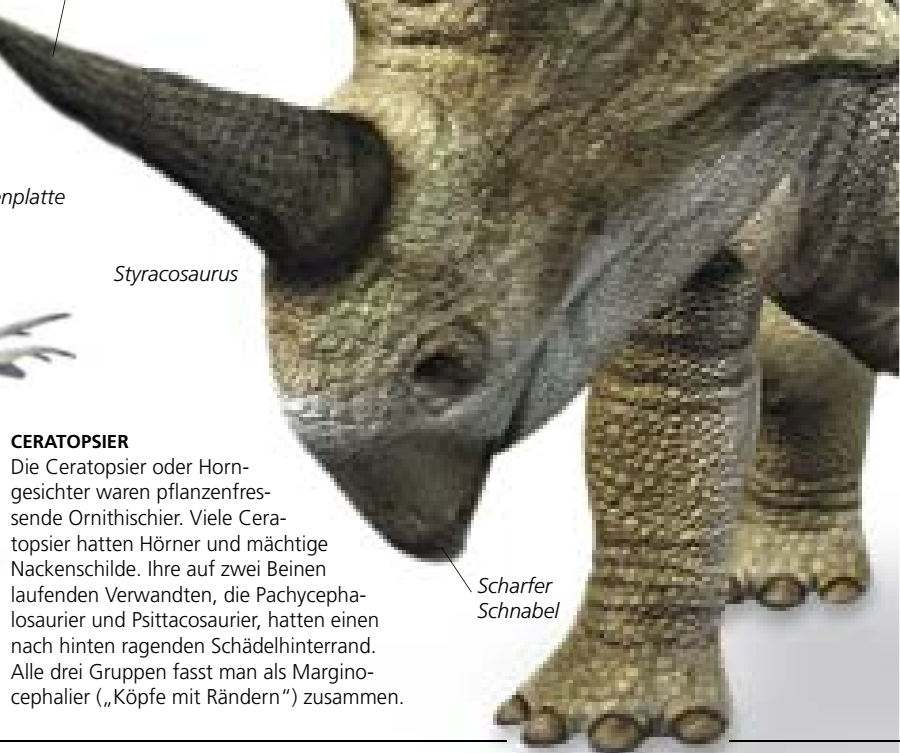 nplatte
Styracosaurus
CERATOPSIER
Die Ceratopsier oder Horn-
gesichter waren pflanzenfres-
sende Ornithischier. Viele Cera-
topsier hatten Hörner und mächtige
Nackenschilde. Ihre auf zwei Beinen
laufenden Verwandten, die Pachycepha-
losaurier und Psittacosaurier, hatten einen
nach hinten ragenden Schädelhinterrand.
Alle drei Gruppen fasst man als Margino-
cephalier („Köpfe mit Rändern“) zusammen.
Scharfer
Schnabel